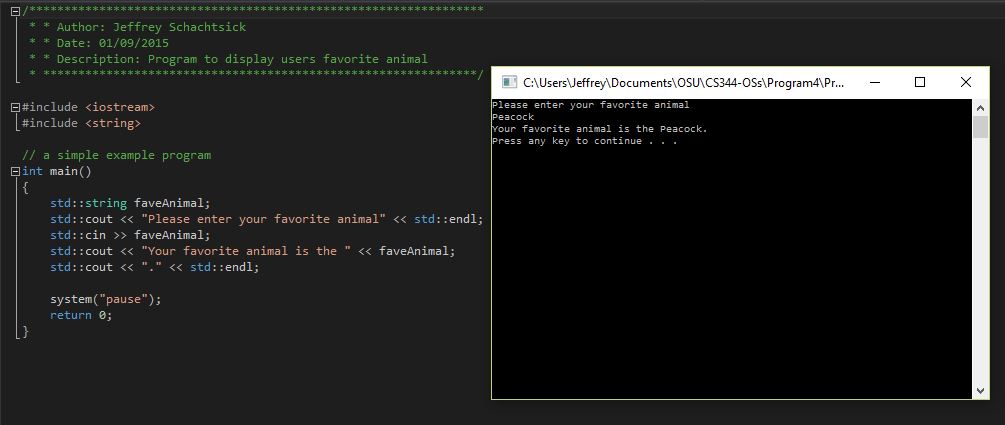 /*****************************************************************
* * Author: Jeffrey Schachtsick
* * Date: 01/09/2015
* * Description: Program to display users favorite animal
* **************************************************************/
#include <iostream>
#include <string>
// a simple example program
int main()
{
std::string faveAnimal;
std::cout << "Please enter your favorite animal" << std::endl;
std::cin >> faveAnimal;
std::cout << "Your favorite animal is the " << faveAnimal;
std::cout << "." << std::endl;
system("pause");
return 0;
}
C:\Users\Jeffrey\Documents\OSU\CS344-OSs\Program4\Pr...
Please enter your favorite animal
Peacock
Your favorite animal is the Peacock.
Press any key to continue . . .